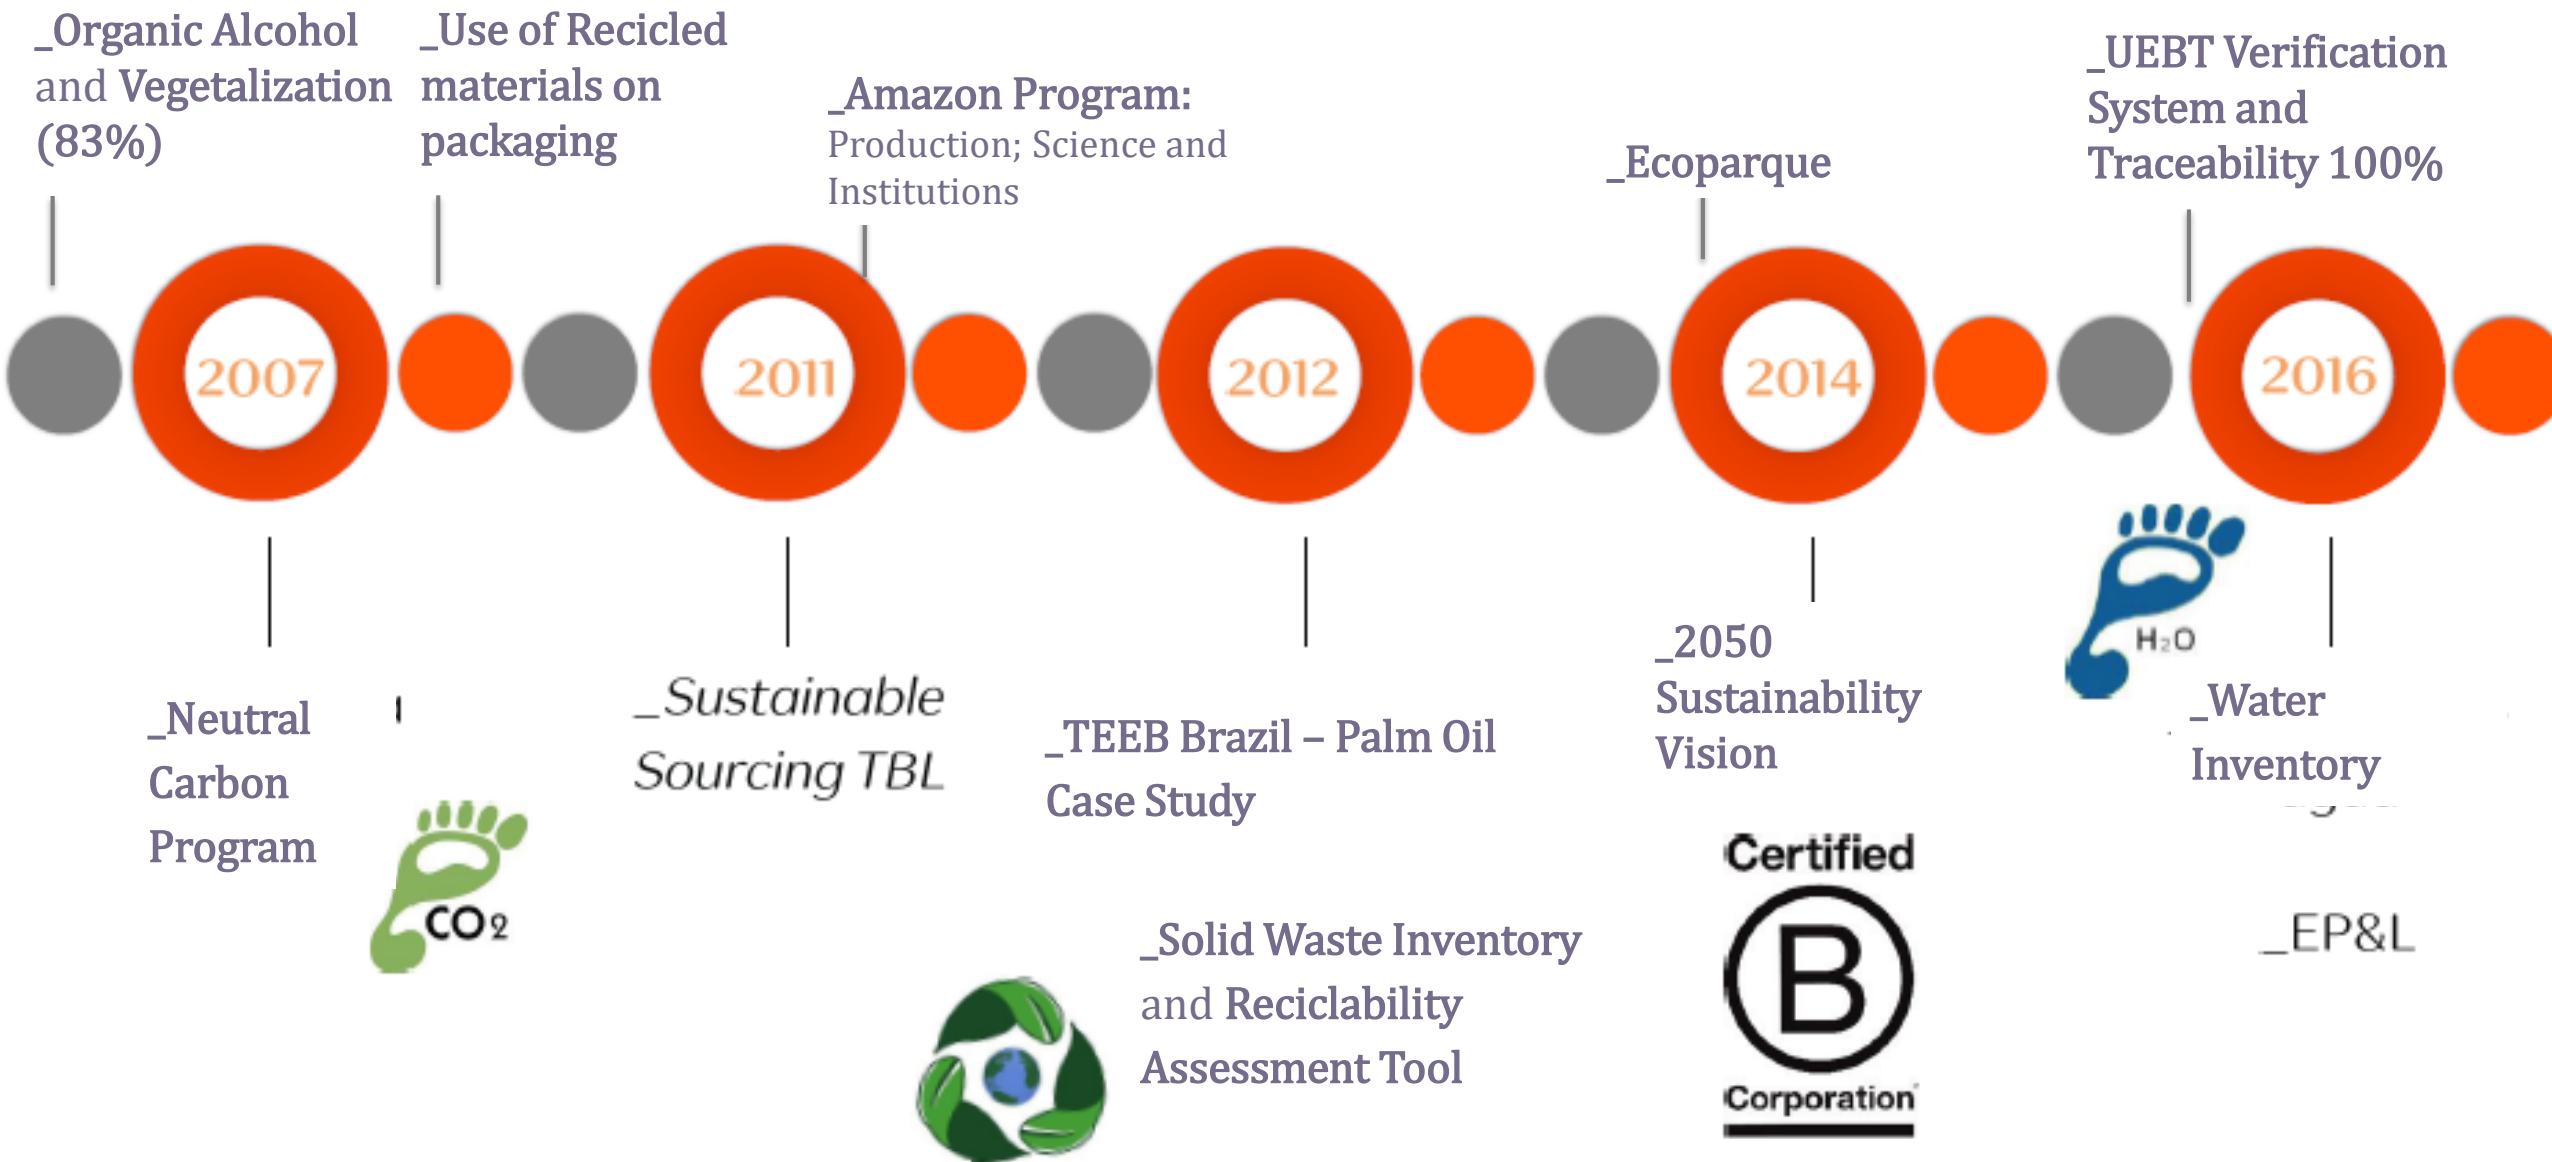 _Organic Alcohol
and Vegetalization
(83%)
_Use of Recicled
materials on
packaging
_Amazon Program:
Production; Science and
Institutions
_Ecoparque
_UEBT Verification
System and
Traceability 100%
2007
2011
2012
2014
2016
_Neutral
Carbon
Program
CO2
_Sustainable
Sourcing TBL
_TEEB Brazil – Palm Oil
Case Study
_Solid Waste Inventory
and Reciclability
Assessment Tool
_2050
Sustainability
Vision
Certified
B
Corporation
H₂O
_Water
Inventory
_EP&L